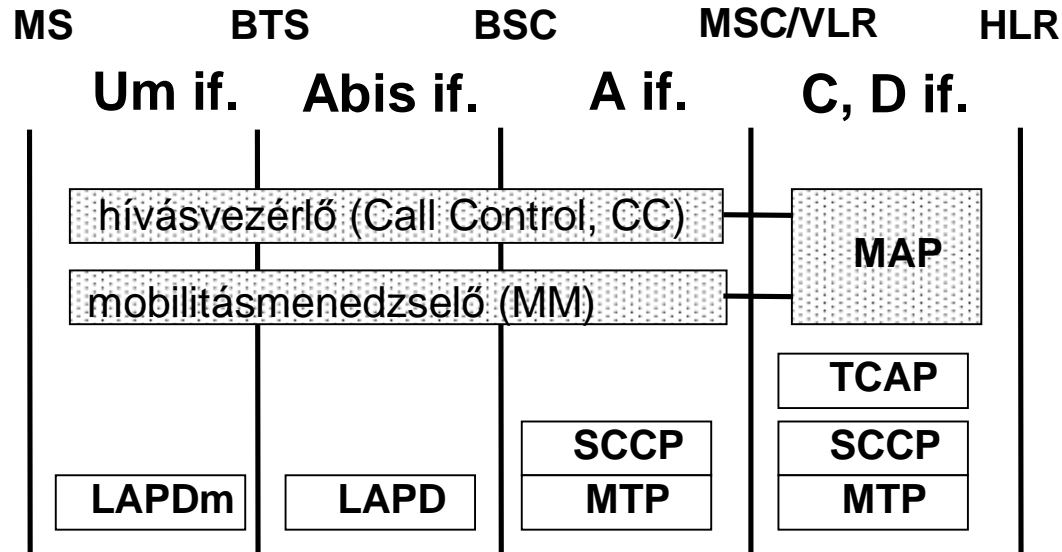 MS BTS BSC MSC/VLR HLR
Um if. Abis if. A if. C, D if.
hívásvezérlő (Call Control, CC)
MAP
mobilitásmenedzselő (MM)
TCAP
SCCP SCCP
LAPDm LAPD MTP MTP